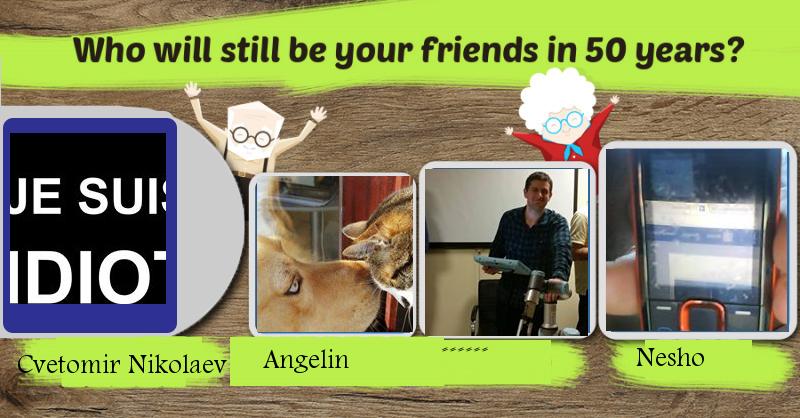 Who will still be your friends in 50 years?
JE SUIS
IDIOT
Cvetomir Nikolaev
Angelin
Nesho